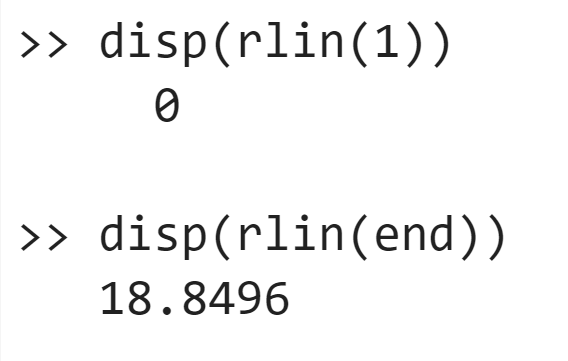 >> disp(rlin(1))
0
>> disp(rlin(end))
18.8496